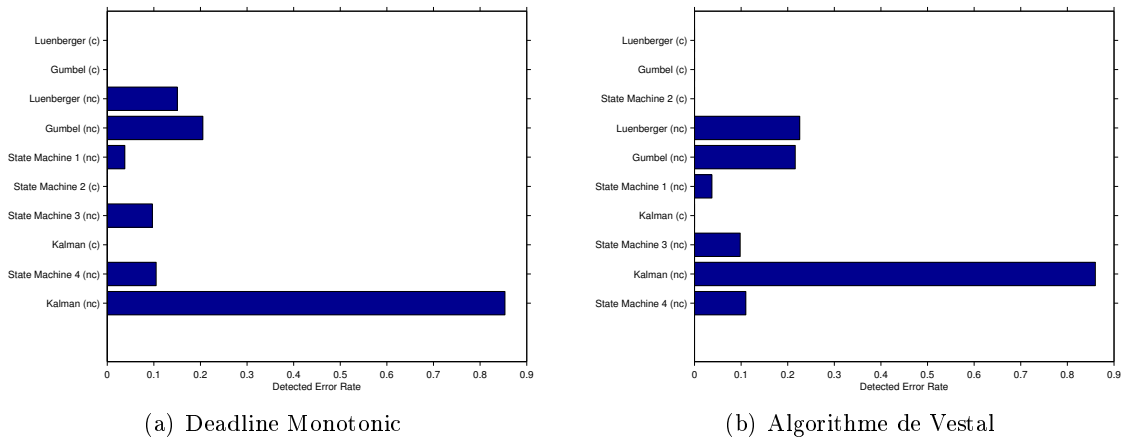 Luenberger (c)
Gumbel (c)
Luenberger (nc)
Gumbel (nc)
State Machine 1 (nc)
State Machine 2 (c)
State Machine 3 (nc)
Kalman (c)
State Machine 4 (nc)
Kalman (nc)
0 0.1 0.2 0.3 0.4 0.5 0.6 0.7 0.8 0.9
Detected Error Rate
(a) Deadline Monotonic
Luenberger (c)
Gumbel (c)
State Machine 2 (c)
Luenberger (nc)
Gumbel (nc)
State Machine 1 (nc)
Kalman (c)
State Machine 3 (nc)
Kalman (nc)
State Machine 4 (nc)
0 0.1 0.2 0.3 0.4 0.5 0.6 0.7 0.8 0.9
Detected Error Rate
(b) Algorithme de Vestal